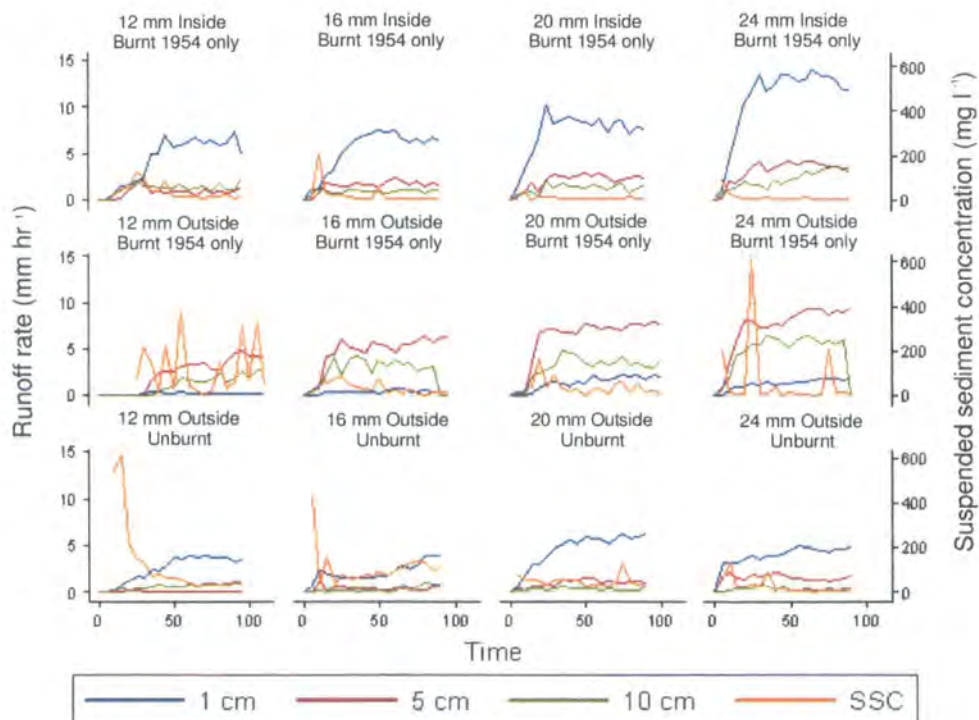 12 mm Inside
Burnt 1954 only
16 mm Inside
Burnt 1954 only
20 mm Inside
Burnt 1954 only
24 mm Inside
Burnt 1954 only
15
10
5
0
600
400
200
0
12 mm Outside
Burnt 1954 only
16 mm Outside
Burnt 1954 only
20 mm Outside
Burnt 1954 only
24 mm Outside
Burnt 1954 only
15
10
5
0
600
400
200
0
12 mm Outside
Unburnt
16 mm Outside
Unburnt
20 mm Outside
Unburnt
24 mm Outside
Unburnt
15
10
5
0
600
400
200
0
0 50 100
0 50 100
0 50 100
0 50 100
Runoff rate (mm hr⁻¹)
Suspended sediment concentration (mg l⁻¹)
Time
1 cm 5 cm 10 cm SSC